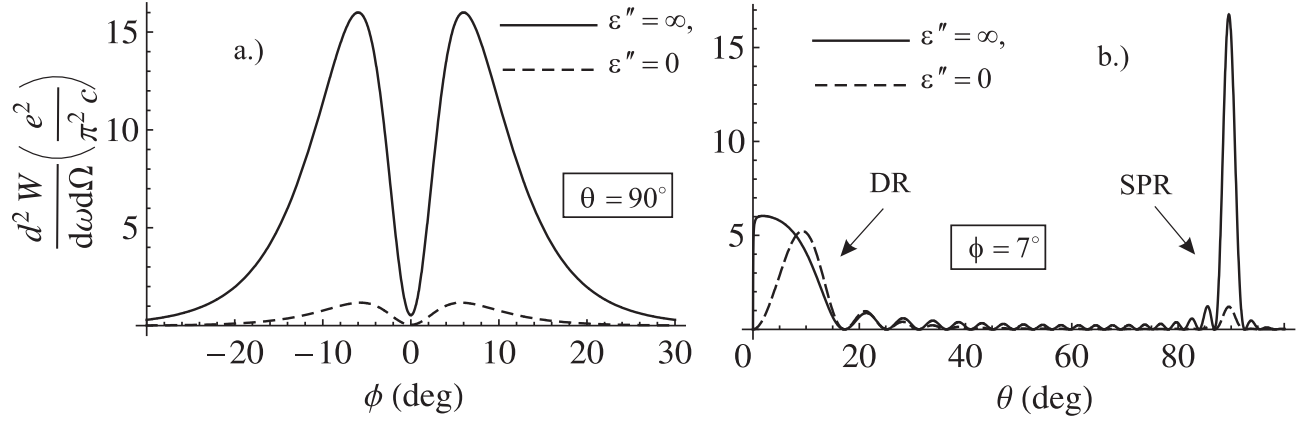 15
10
5
d² W
dωdΩ
(e²
π² c)
a.)
ε″ = ∞,
ε″ = 0
θ = 90°
−20 −10 0 10 20 30
ϕ (deg)
15
10
5
ε″ = ∞,
ε″ = 0
b.)
DR
SPR
ϕ = 7°
0 20 40 60 80
θ (deg)